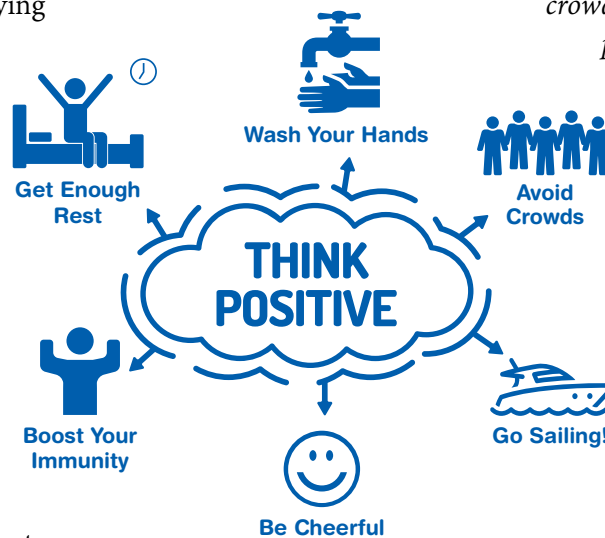 Wash Your Hands
Get Enough
Rest
Avoid
Crowds
THINK
POSITIVE
Boost Your
Immunity
Go Sailing!
Be Cheerful